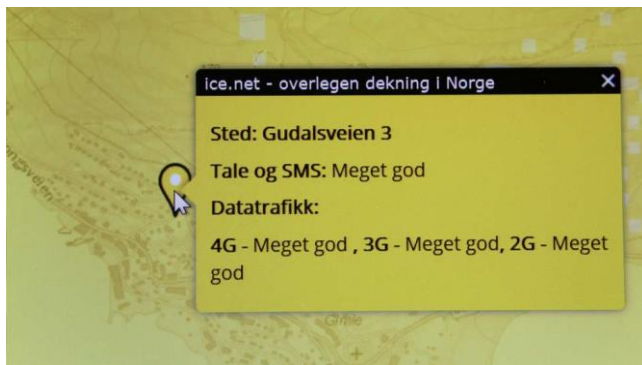 ice.net - overlegen dekning i Norge
Sted: Gudalsveien 3
Tale og SMS: Meget god
Datatrafikk:
4G - Meget god , 3G - Meget god, 2G - Meget
god